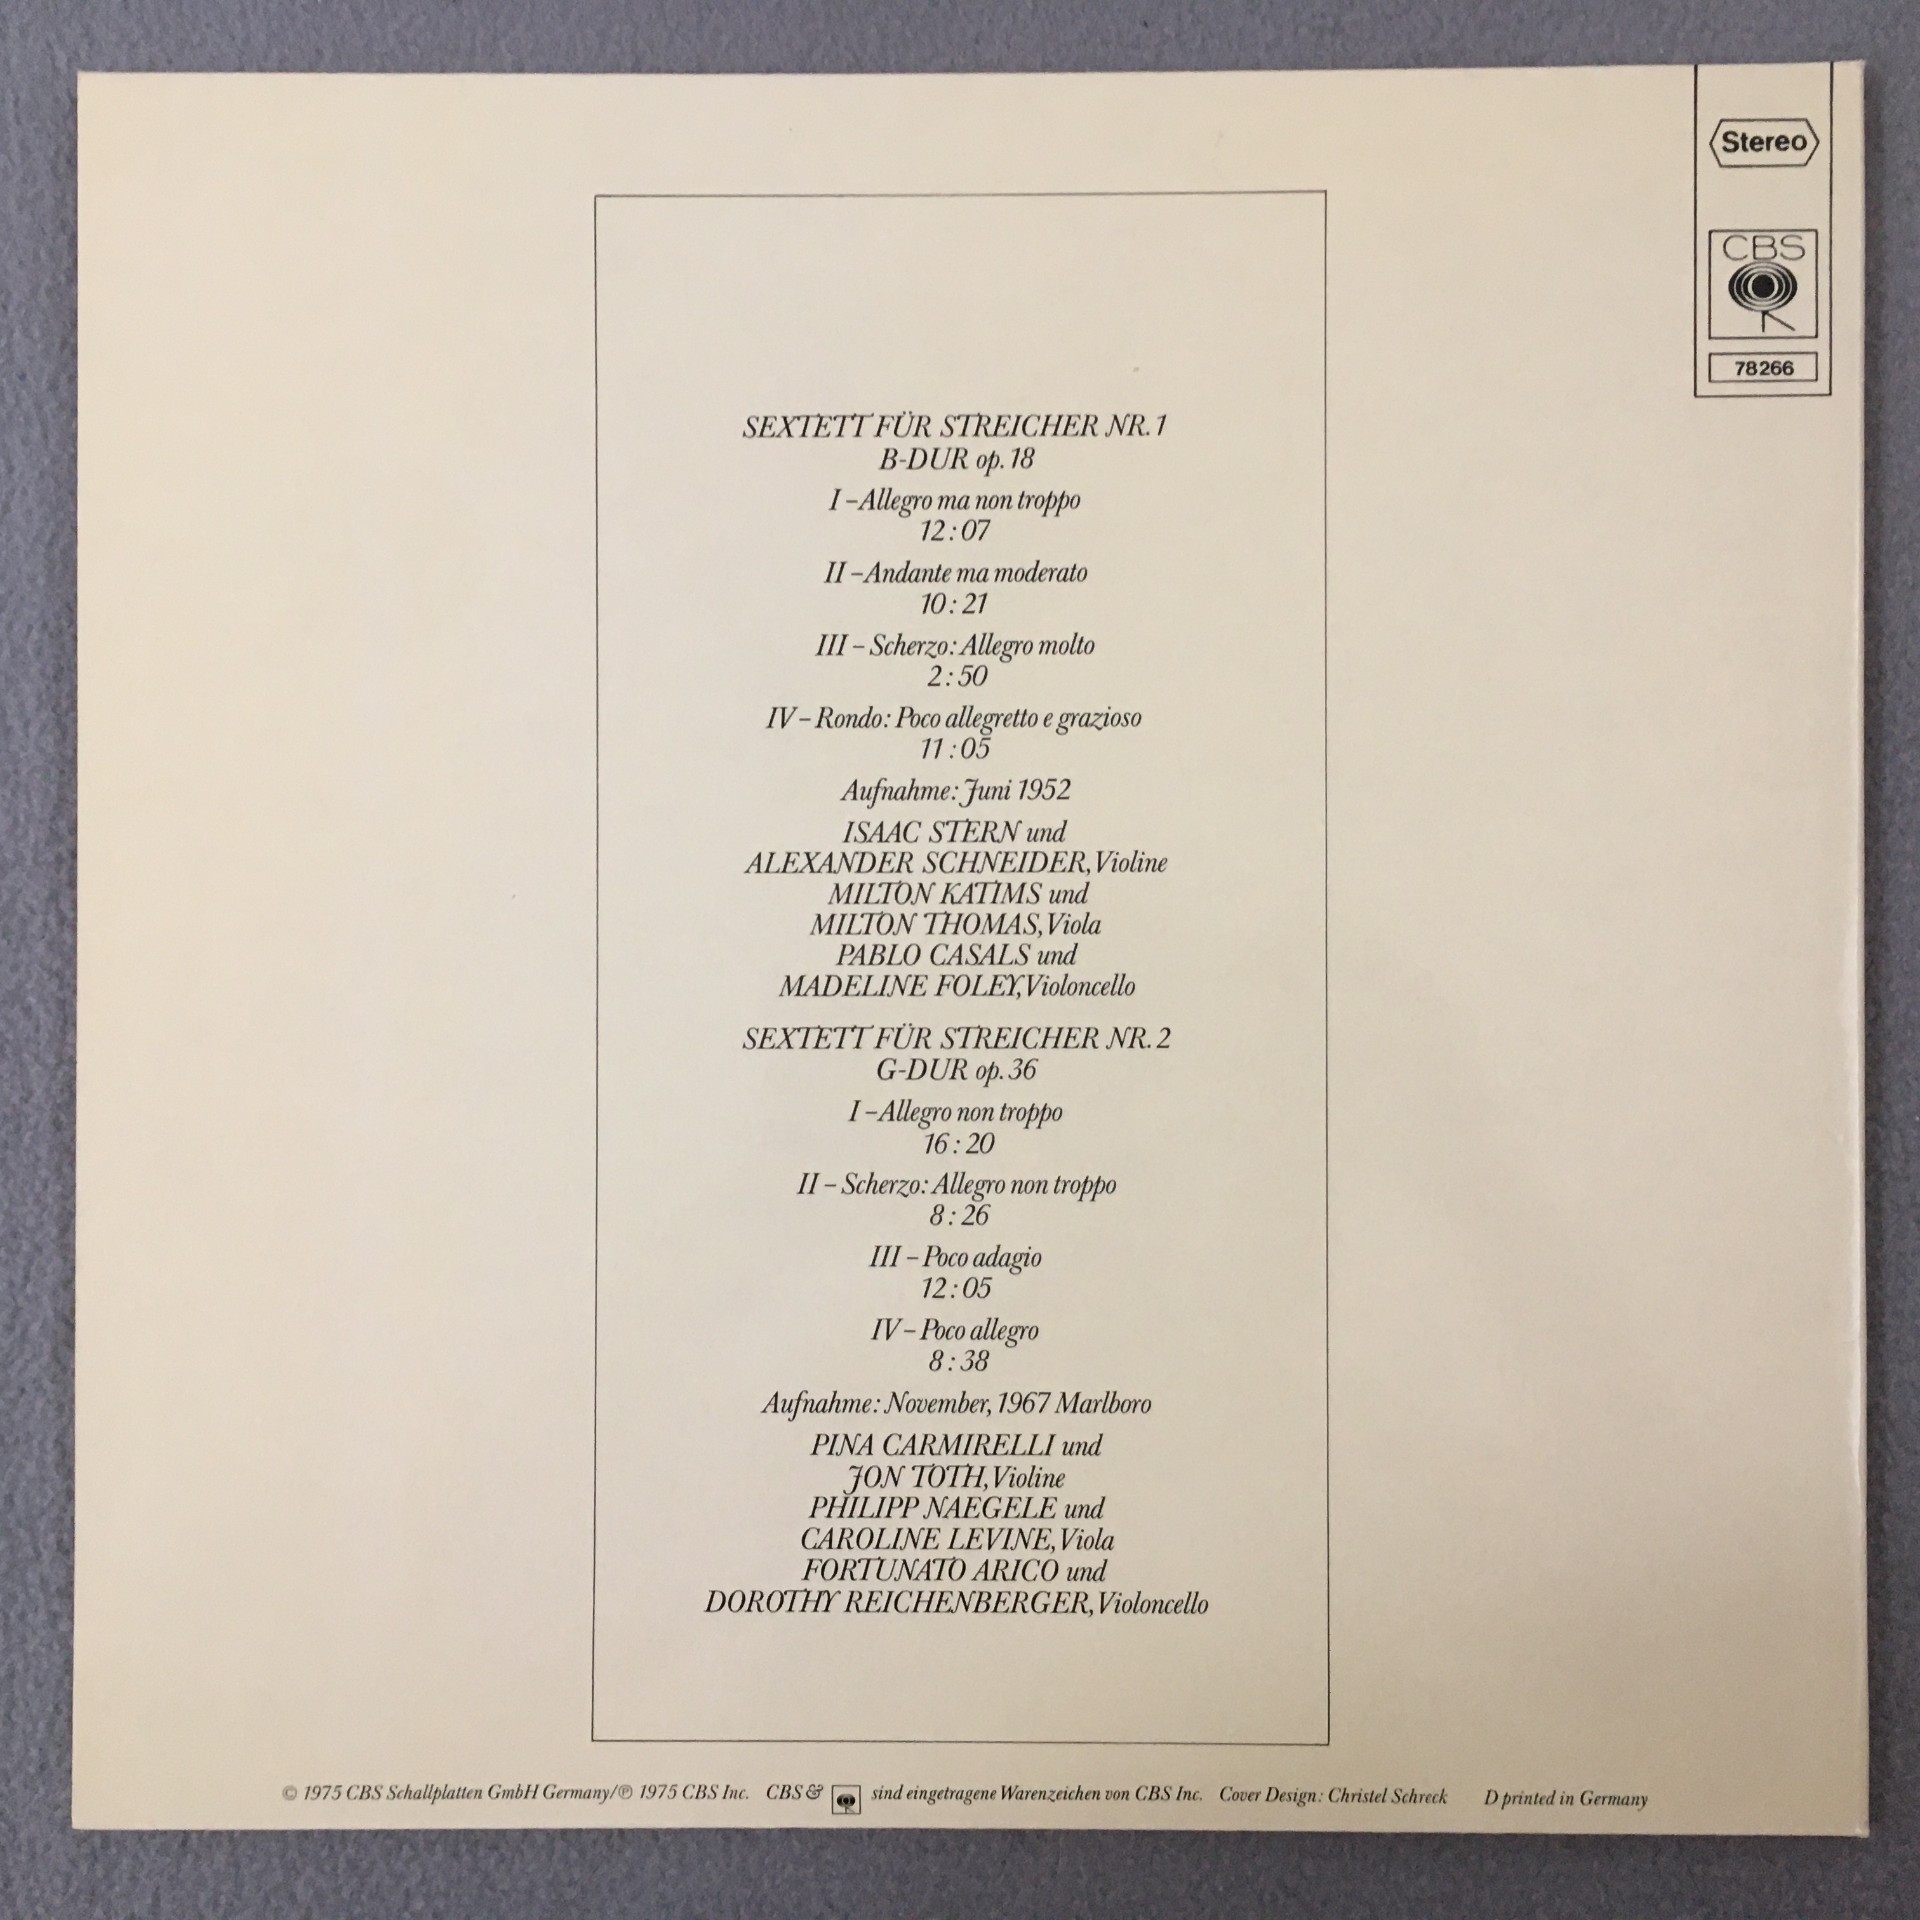 Stereo
CBS
78266
SEXTETT FÜR STREICHER NR. 1
B-DUR op. 18
I – Allegro ma non troppo
12:07
II – Andante ma moderato
10:21
III – Scherzo: Allegro molto
2:50
IV – Rondo: Poco allegretto e grazioso
11:05
Aufnahme: Juni 1952
ISAAC STERN und
ALEXANDER SCHNEIDER, Violine
MILTON KATIMS und
MILTON THOMAS, Viola
PABLO CASALS und
MADELINE FOLEY, Violoncello
SEXTETT FÜR STREICHER NR. 2
G-DUR op. 36
I – Allegro non troppo
16:20
II – Scherzo: Allegro non troppo
8:26
III – Poco adagio
12:05
IV – Poco allegro
8:38
Aufnahme: November, 1967 Marlboro
PINA CARMIRELLI und
JON TOTH, Violine
PHILIPP NAEGELE und
CAROLINE LEVINE, Viola
FORTUNATO ARICO und
DOROTHY REICHENBERGER, Violoncello
© 1975 CBS Schallplatten GmbH Germany/℗ 1975 CBS Inc. CBS & sind eingetragene Warenzeichen von CBS Inc. Cover Design: Christel Schreck D printed in Germany